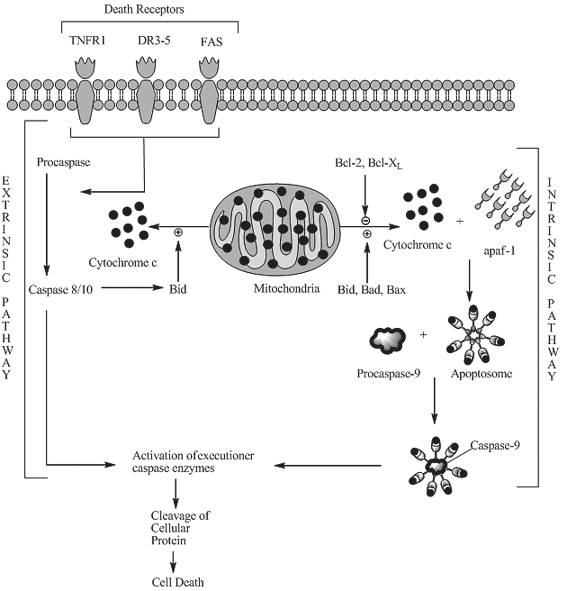 Death Receptors
TNFR1 DR3-5 FAS
EXTRINSIC PATHWAY
INTRINSIC PATHWAY
Procaspase
Bcl-2, Bcl-XL
Cytochrome c
+
-
+
Cytochrome c
+
apaf-1
Caspase 8/10
Bid
Mitochondria
Bid, Bad, Bax
Procaspase-9
+
Apoptosome
Caspase-9
Activation of executioner
caspase enzymes
Cleavage of
Cellular
Protein
Cell Death